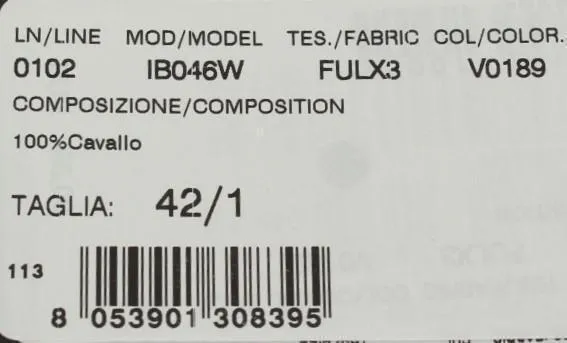 LN/LINE MOD/MODEL TES./FABRIC COL/COLOR.
0102 IB046W FULX3 V0189
COMPOSIZIONE/COMPOSITION
100%Cavallo
TAGLIA: 42/1
113
8 053901 308395